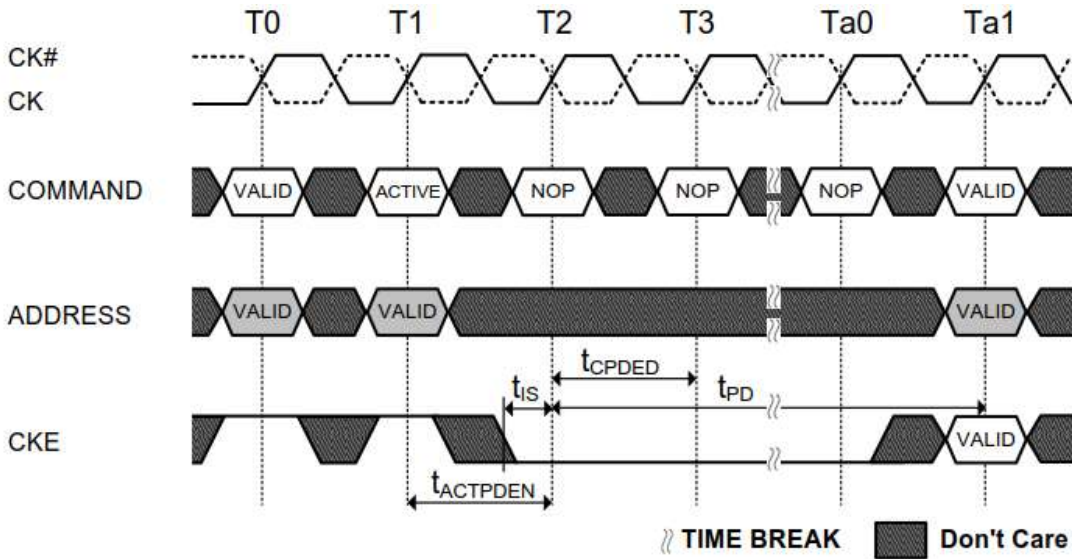 T0 T1 T2 T3 Ta0 Ta1
CK#
CK
COMMAND VALID ACTIVE NOP NOP NOP VALID
ADDRESS VALID VALID VALID
tCPDED
tIS tPD
CKE VALID
tACTPDEN
TIME BREAK Don't Care